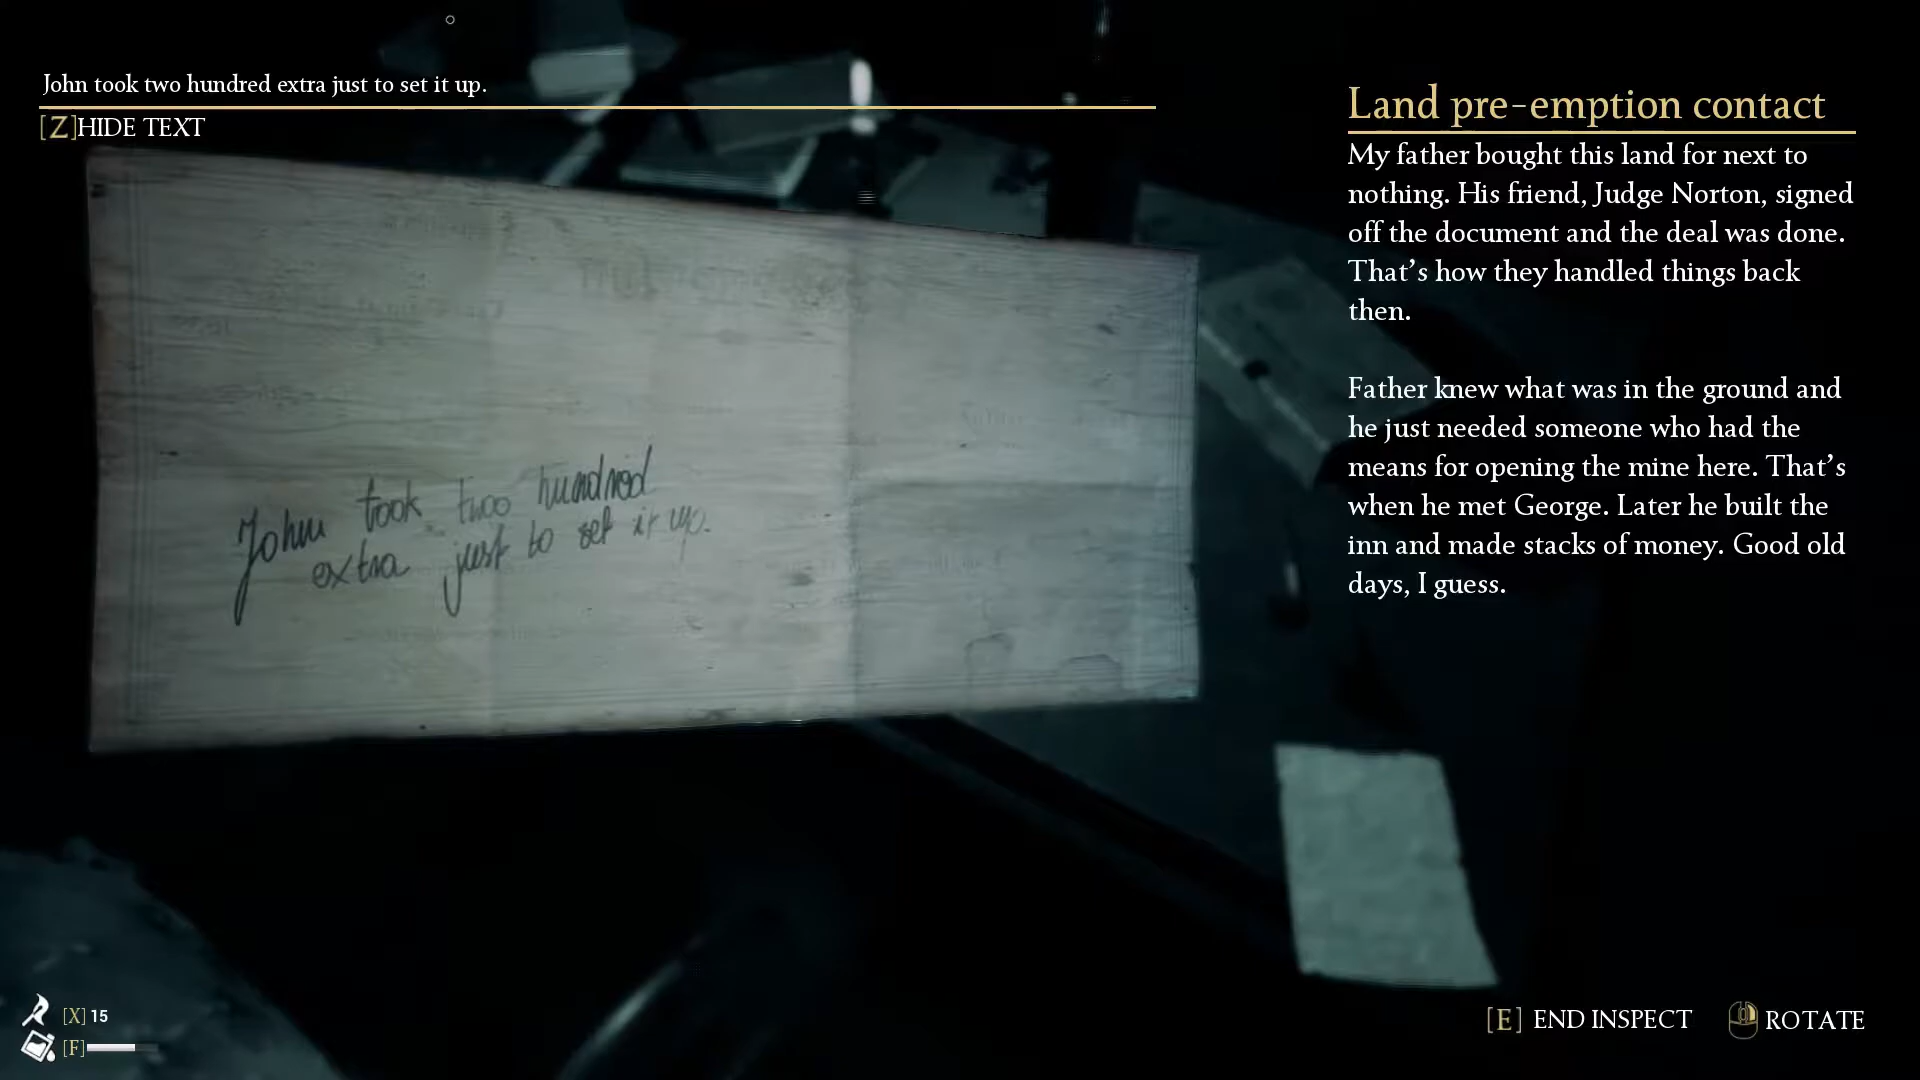 John took two hundred extra just to set it up.
[Z]HIDE TEXT
John took two hundred
extra just to set it up.
Land pre-emption contact
My father bought this land for next to
nothing. His friend, Judge Norton, signed
off the document and the deal was done.
That's how they handled things back
then.
Father knew what was in the ground and
he just needed someone who had the
means for opening the mine here. That's
when he met George. Later he built the
inn and made stacks of money. Good old
days, I guess.
[X] 15
[F]
[E] END INSPECT
ROTATE